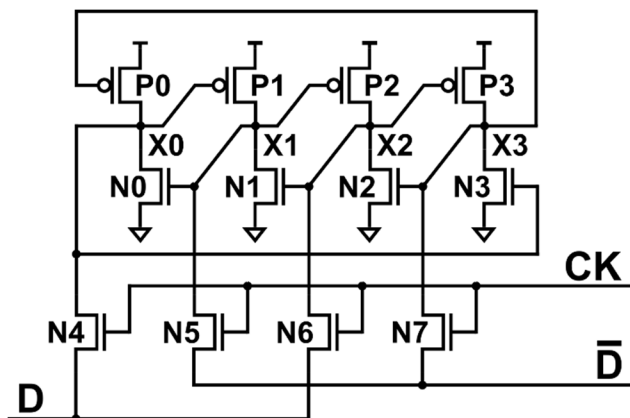 P0 P1 P2 P3
X0 X1 X2 X3
N0 N1 N2 N3
CK
N4 N5 N6 N7
D̅
D